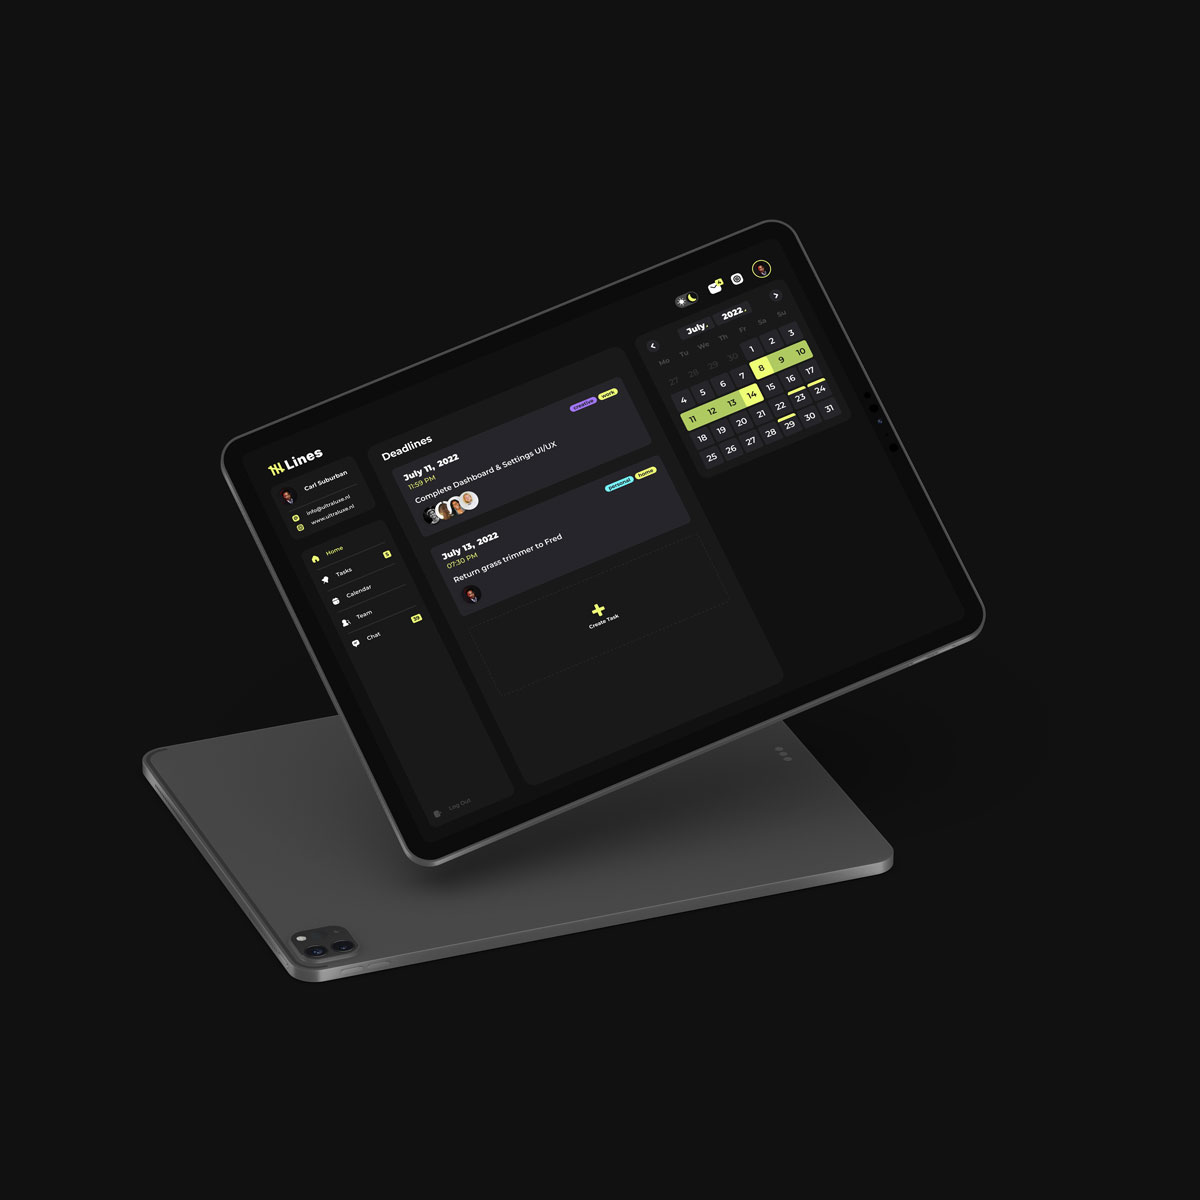 Lines
Carl Suburban
info@ultraluxe.nl
www.ultraluxe.nl
Home
Tasks
5
Calendar
Team
Chat
Log Out
Deadlines
creative work
July 11, 2022
11:59 PM
Complete Dashboard & Settings UI/UX
personal home
July 13, 2022
07:30 PM
Return grass trimmer to Fred
Create Task
July. 2022.
Mo Tu We Th Fr Sa Su
27 28 29 30 1 2 3
4 5 6 7 8 9 10
11 12 13 14 15 16 17
18 19 20 21 22 23 24
25 26 27 28 29 30 31